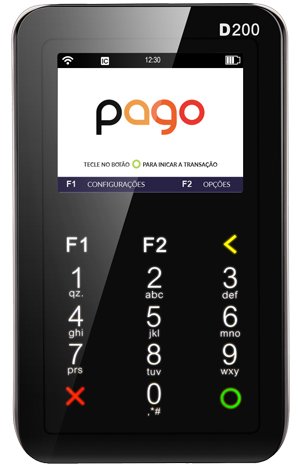 D200
IC 12:30
pago
TECLE NO BOTÃO PARA INICAR A TRANSAÇÃO
F1 CONFIGURAÇÕES F2 OPÇÕES
F1 F2 <
1 2 3
qz. abc def
4 5 6
ghi jkl mno
7 8 9
prs tuv wxy
X 0 O
,*#